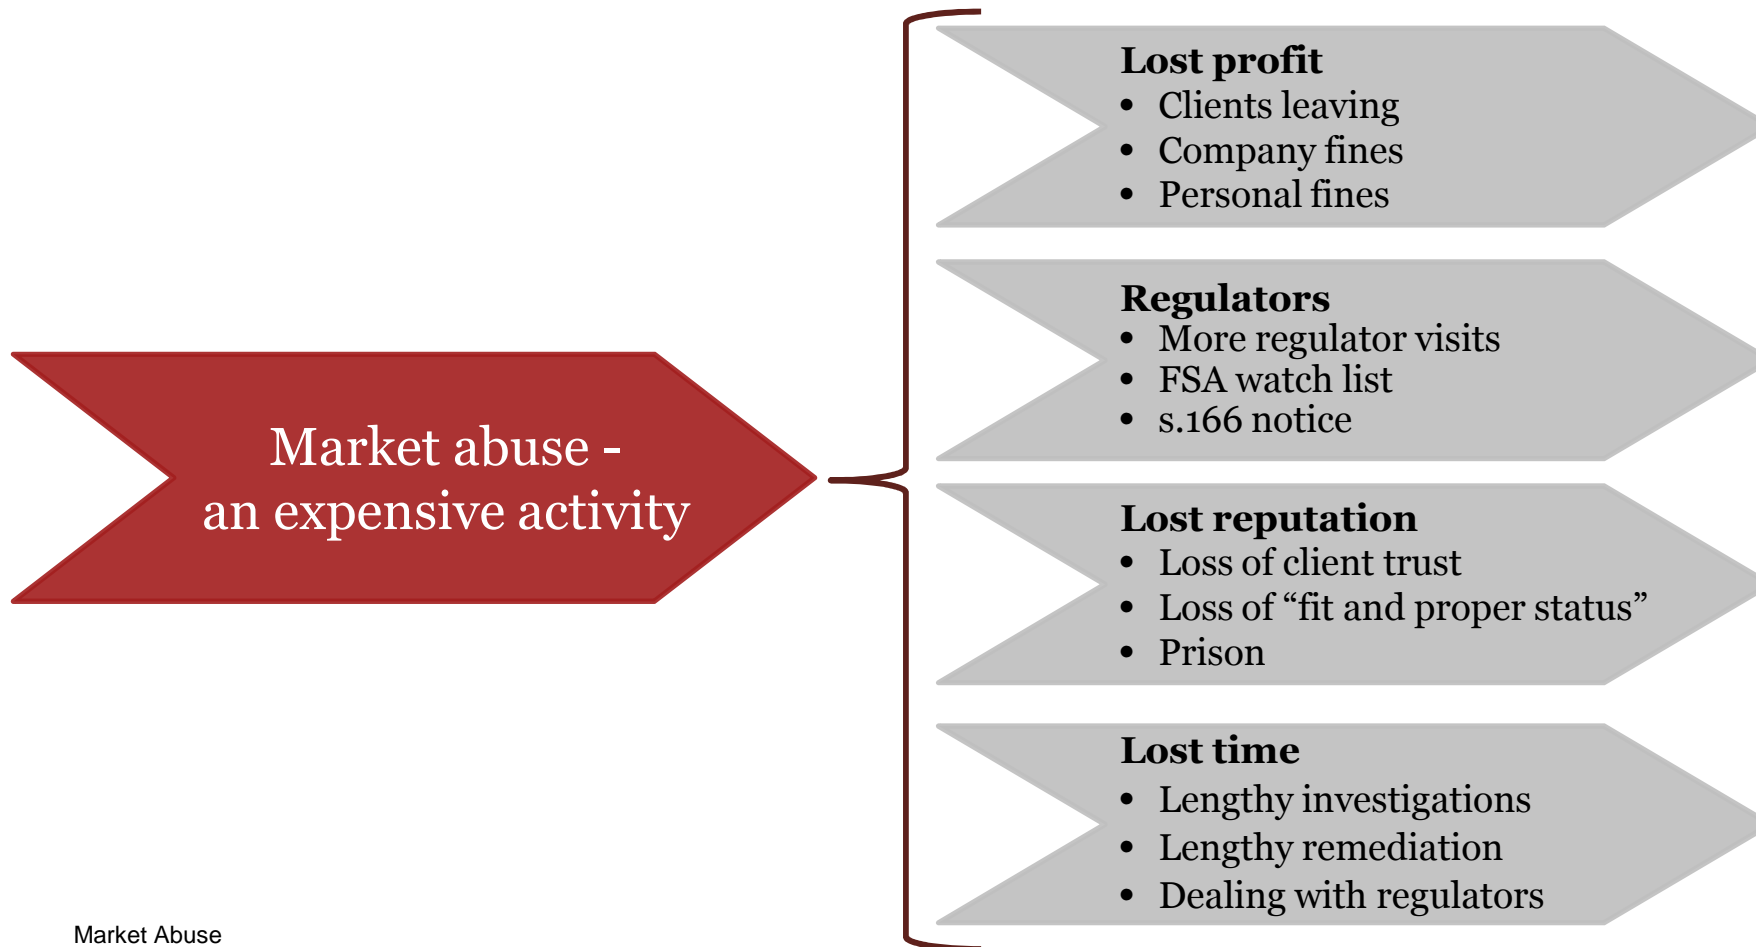 Market abuse -
an expensive activity
Lost profit
• Clients leaving
• Company fines
• Personal fines
Regulators
• More regulator visits
• FSA watch list
• s.166 notice
Lost reputation
• Loss of client trust
• Loss of “fit and proper status”
• Prison
Lost time
• Lengthy investigations
• Lengthy remediation
• Dealing with regulators
Market Abuse